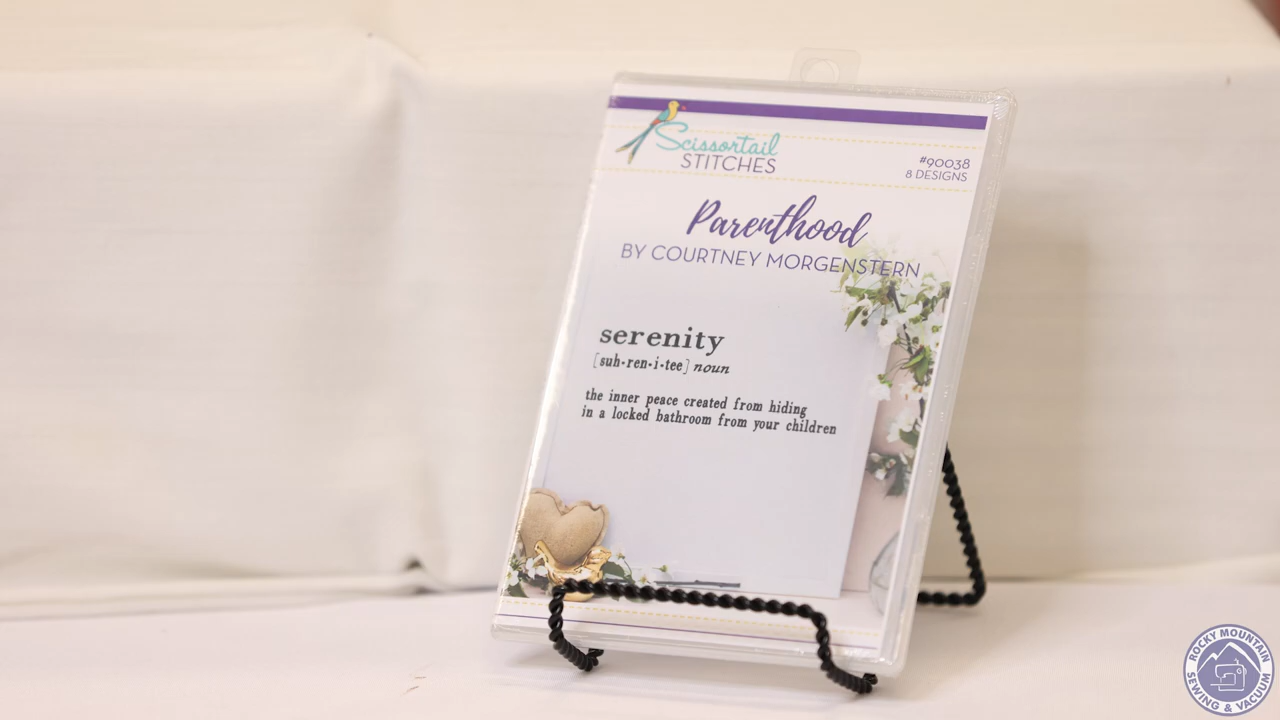 Scissortail
STITCHES
#90038
8 DESIGNS
Parenthood
BY COURTNEY MORGENSTERN
serenity
[suh•ren•i•tee] noun
the inner peace created from hiding
in a locked bathroom from your children
ROCKY MOUNTAIN
SEWING & VACUUM